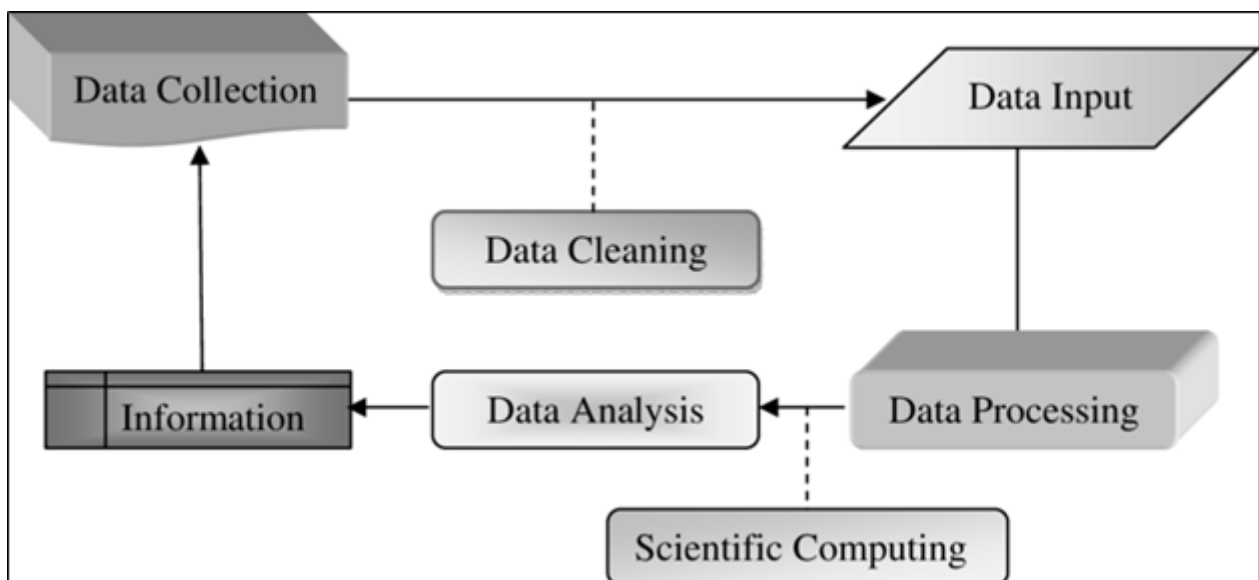 Data Collection
Data Input
Data Cleaning
Information
Data Analysis
Data Processing
Scientific Computing